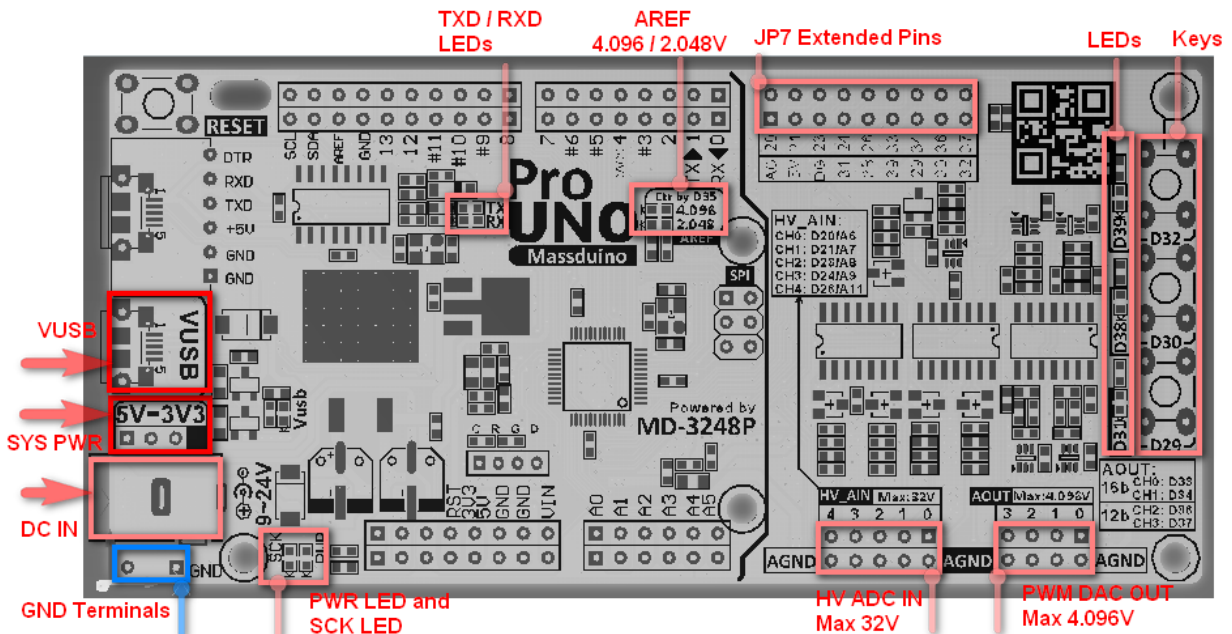 TXD / RXD
LEDs
AREF
4.096 / 2.048V
JP7 Extended Pins
LEDs
Keys
RESET
SCL
SDA
AREF
GND
13
12
#11
#10
#9
8
7
#6
#5
4
#3
2
TX 1
RX 0
DTR
RXD
TXD
+5V
GND
GND
Pro
UNO
Massduino
TX
RX
Ctr by D35
4.096
2.048
AREF
SPI
HV_AIN:
CH0: D20/A6
CH1: D21/A7
CH2: D23/A8
CH3: D24/A9
CH4: D26/A11
D39
D32
D38
D30
D31
D29
VUSB
1
5
VUSB
1
5
SYS PWR
5V-3V3
Vusb
DC IN
9~24V
Powered by
MD-3248P
C R G D
RST
3V3
5V
GND
GND
VIN
A0
A1
A2
A3
A4
A5
HV_AIN Max:32V
4 3 2 1 0
AOUT Max:4.096V
3 2 1 0
AOUT:
16b CH0: D33
CH1: D34
12b CH2: D36
CH3: D37
AGND
AGND
AGND
GND
SCK
GND Terminals
PWR LED and
SCK LED
HV ADC IN
Max 32V
PWM DAC OUT
Max 4.096V